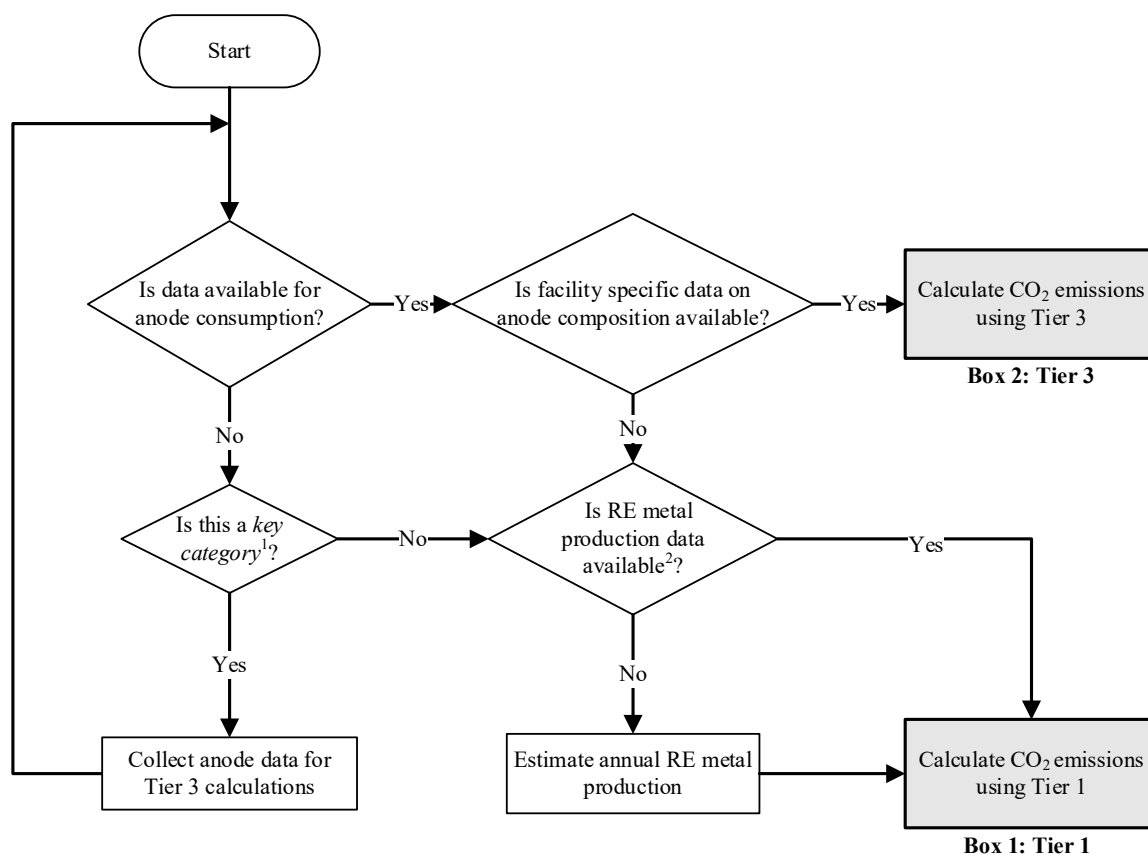 Start
Is data available for
anode consumption?
Yes
Is facility specific data on
anode composition available?
Yes
Calculate CO₂ emissions
using Tier 3
Box 2: Tier 3
No
No
Is this a key
category¹?
No
Is RE metal
production data
available²?
Yes
Yes
No
Collect anode data for
Tier 3 calculations
Estimate annual RE metal
production
Calculate CO₂ emissions
using Tier 1
Box 1: Tier 1